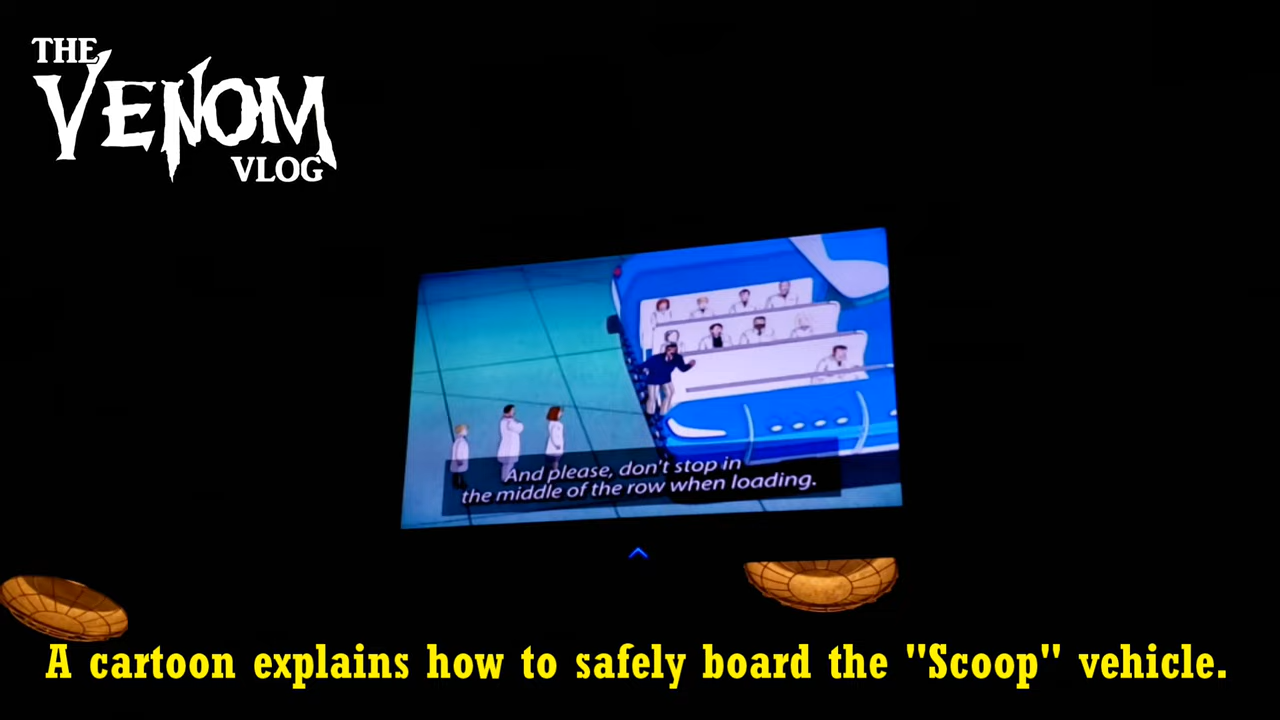 THE
VENOM
VLOG
And please, don't stop in
the middle of the row when loading.
A cartoon explains how to safely board the "Scoop" vehicle.